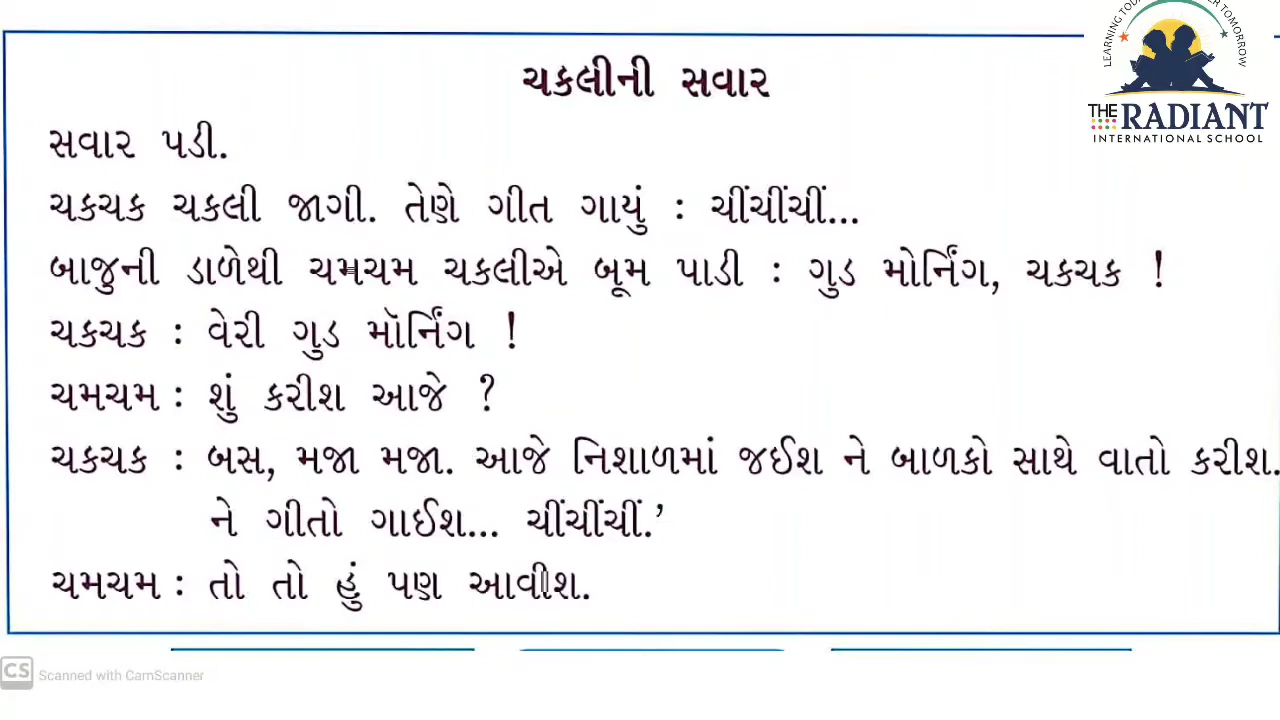 ચકલીની સવાર
સવાર પડી.
ચકચક ચકલી જાગી. તેણે ગીત ગાયું : ચીંચીંચીં...
બાજુની ડાળેથી ચમચમ ચકલીએ બૂમ પાડી : ગુડ મોર્નિંગ, ચકચક !
ચકચક : વેરી ગુડ મૉર્નિંગ !
ચમચમ : શું કરીશ આજે ?
ચકચક : બસ, મજા મજા. આજે નિશાળમાં જઈશ ને બાળકો સાથે વાતો કરીશ.
ને ગીતો ગાઈશ... ચીંચીંચીં.’
ચમચમ : તો તો હું પણ આવીશ.
THE RADIANT
INTERNATIONAL SCHOOL
CS Scanned with CamScanner